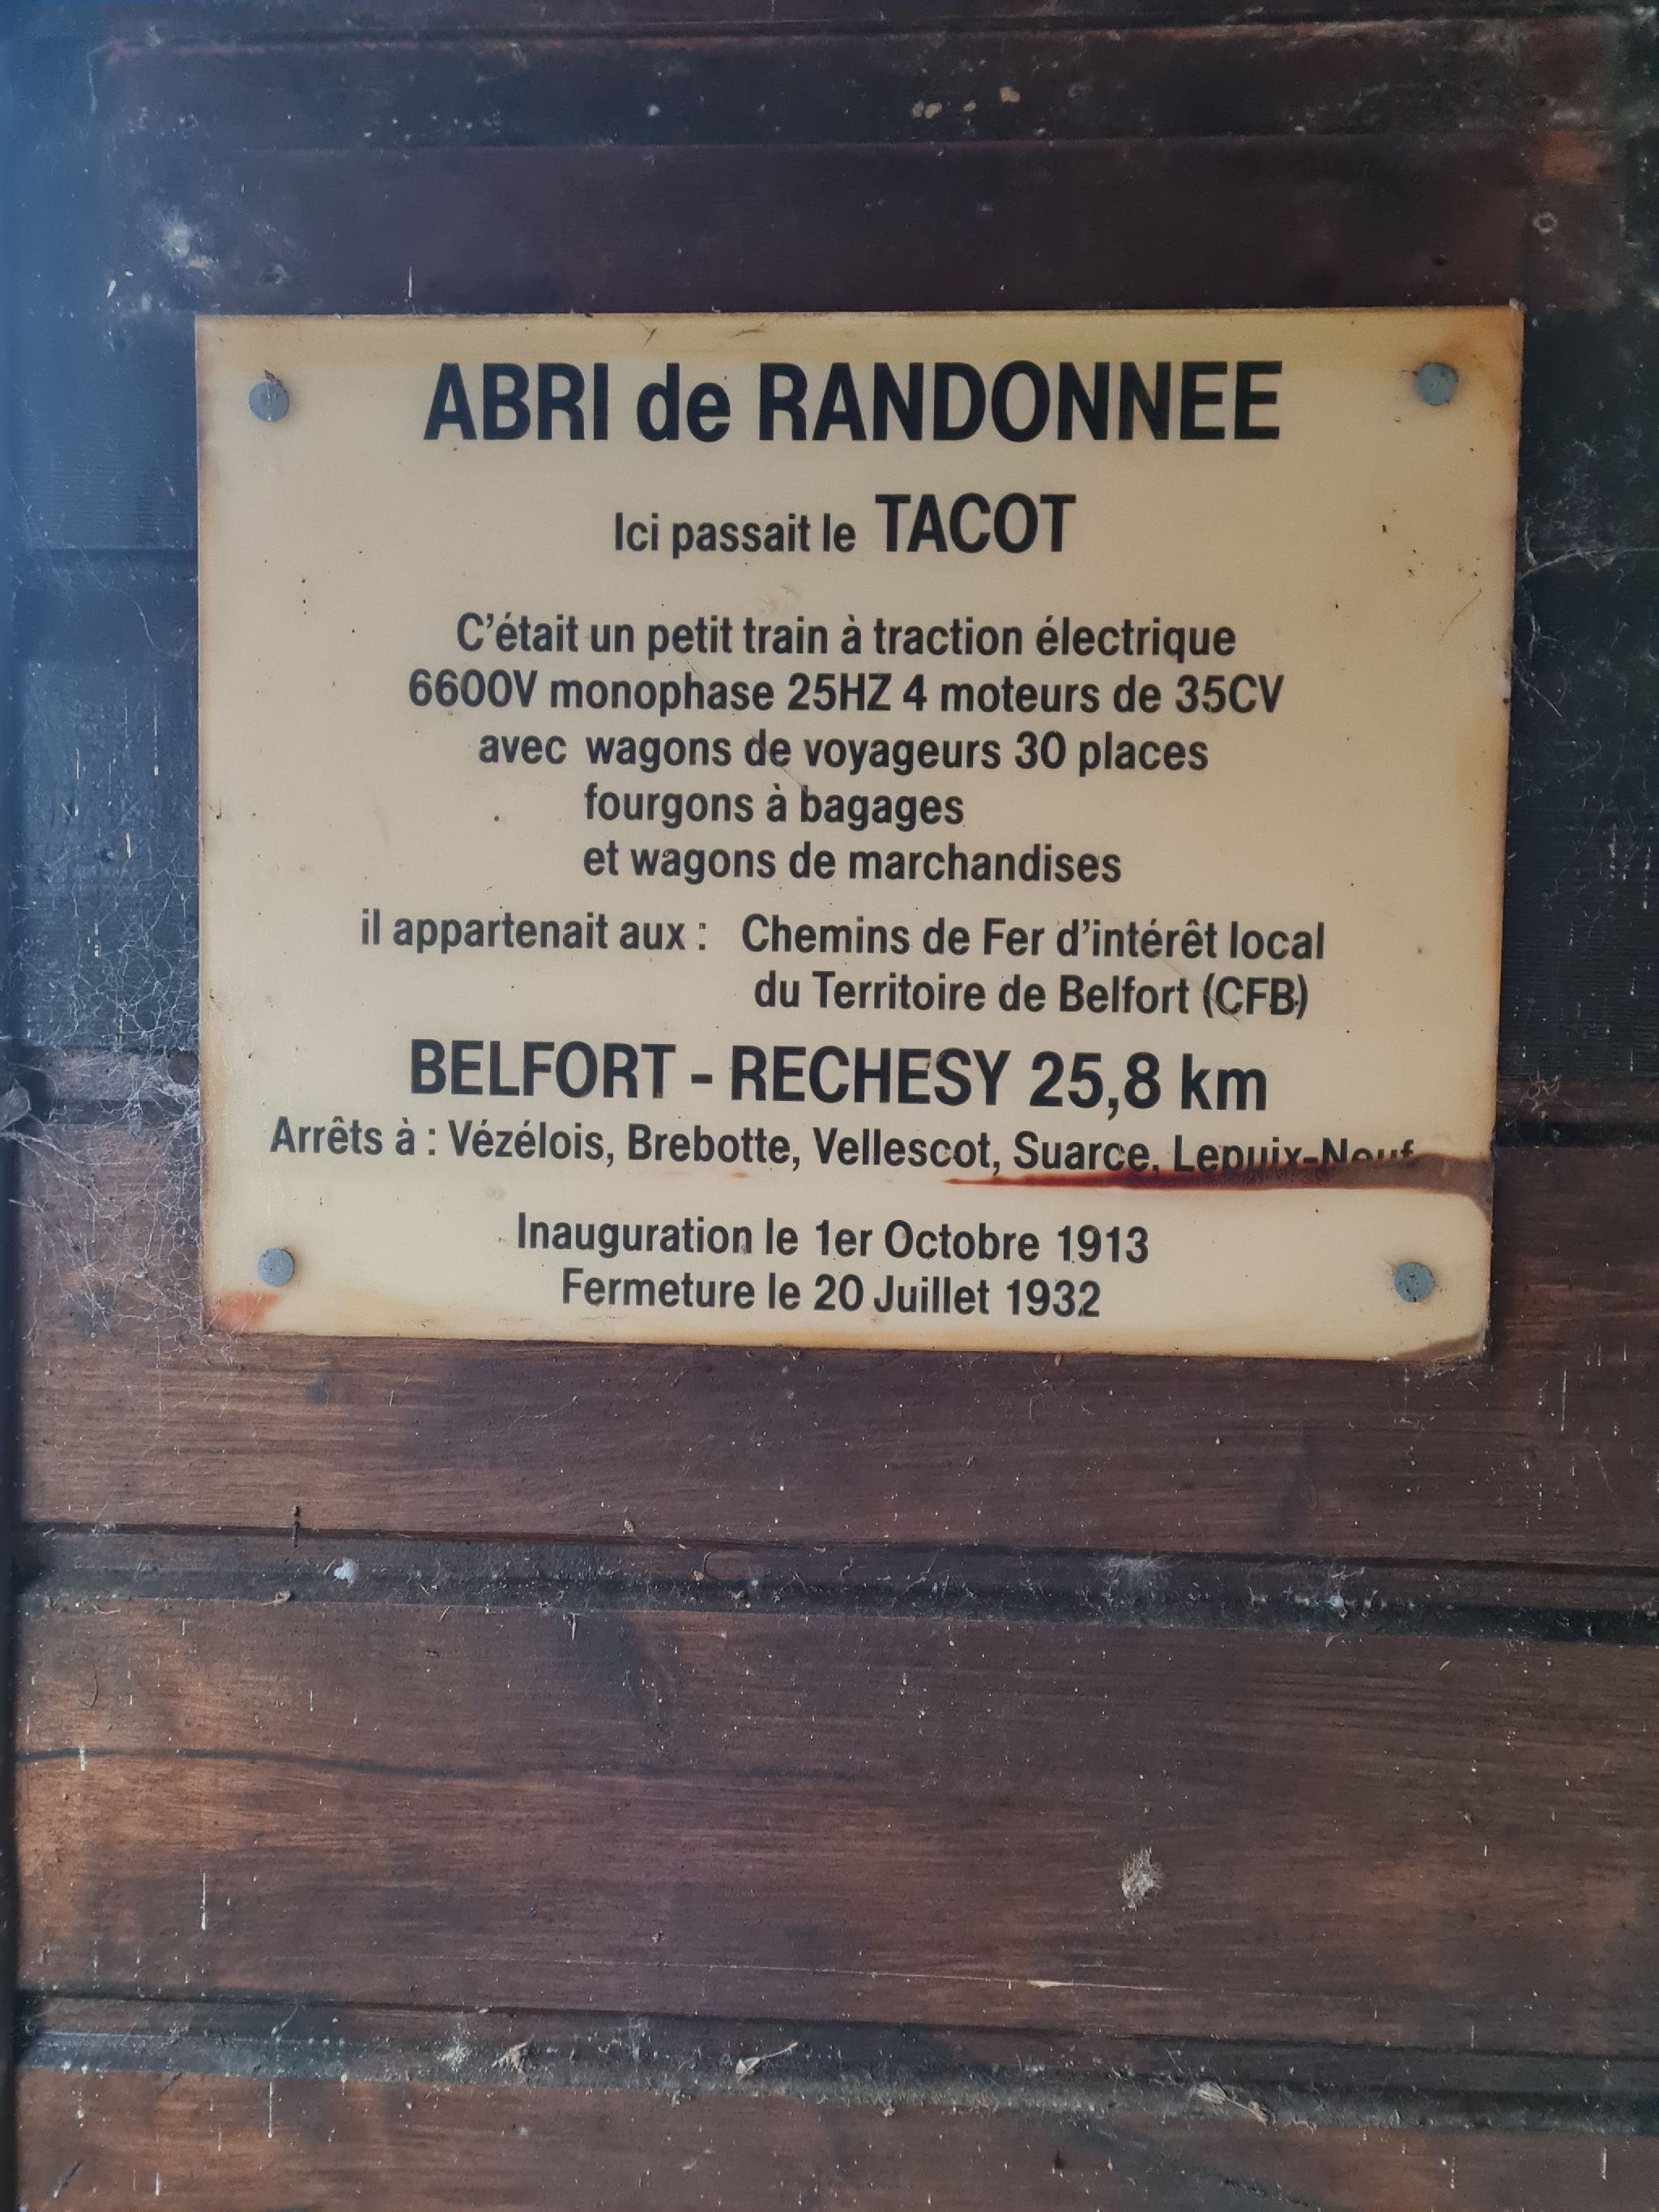 ABRI de RANDONNEE
Ici passait le TACOT
C'était un petit train à traction électrique
6600V monophase 25HZ 4 moteurs de 35CV
avec wagons de voyageurs 30 places
fourgons à bagages
et wagons de marchandises
il appartenait aux : Chemins de Fer d'intérêt local
du Territoire de Belfort (CFB)
BELFORT - RECHESY 25,8 km
Arrêts à : Vézélois, Brebotte, Vellescot, Suarce, Lepuix-Neuf
Inauguration le 1er Octobre 1913
Fermeture le 20 Juillet 1932